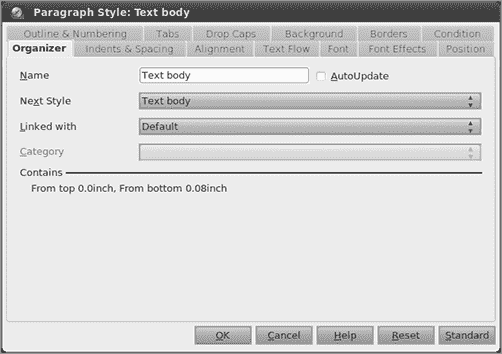 Paragraph Style: Text body
Outline & Numbering Tabs Drop Caps Background Borders Condition
Organizer Indents & Spacing Alignment Text Flow Font Font Effects Position
Name Text body AutoUpdate
Next Style Text body
Linked with Default
Category
Contains
From top 0.0inch, From bottom 0.08inch
OK Cancel Help Reset Standard